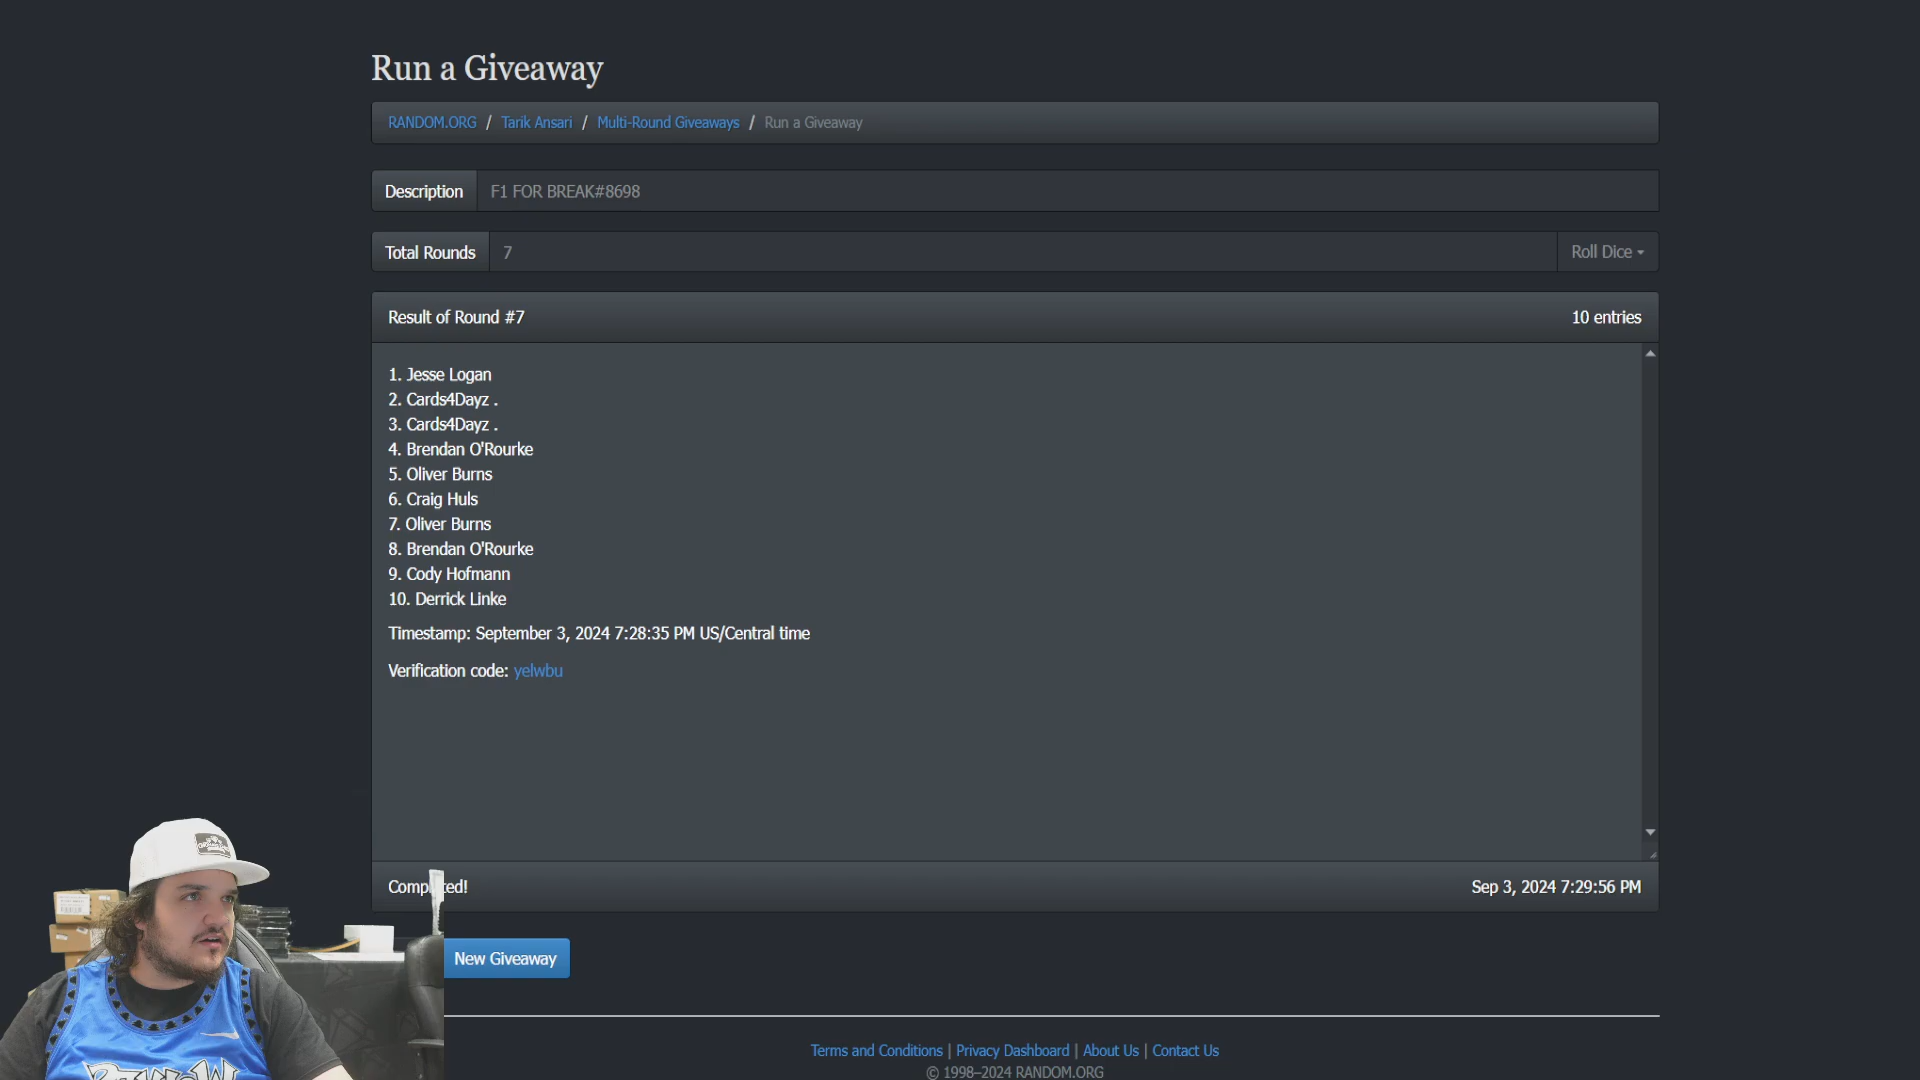 Run a Giveaway
RANDOM.ORG / Tarik Ansari / Multi-Round Giveaways / Run a Giveaway
Description F1 FOR BREAK#8698
Total Rounds 7 Roll Dice
Result of Round #7 10 entries
1. Jesse Logan
2. Cards4Dayz .
3. Cards4Dayz .
4. Brendan O'Rourke
5. Oliver Burns
6. Craig Huls
7. Oliver Burns
8. Brendan O'Rourke
9. Cody Hofmann
10. Derrick Linke
Timestamp: September 3, 2024 7:28:35 PM US/Central time
Verification code: yelwbu
Completed! Sep 3, 2024 7:29:56 PM
New Giveaway
Terms and Conditions | Privacy Dashboard | About Us | Contact Us
© 1998–2024 RANDOM.ORG